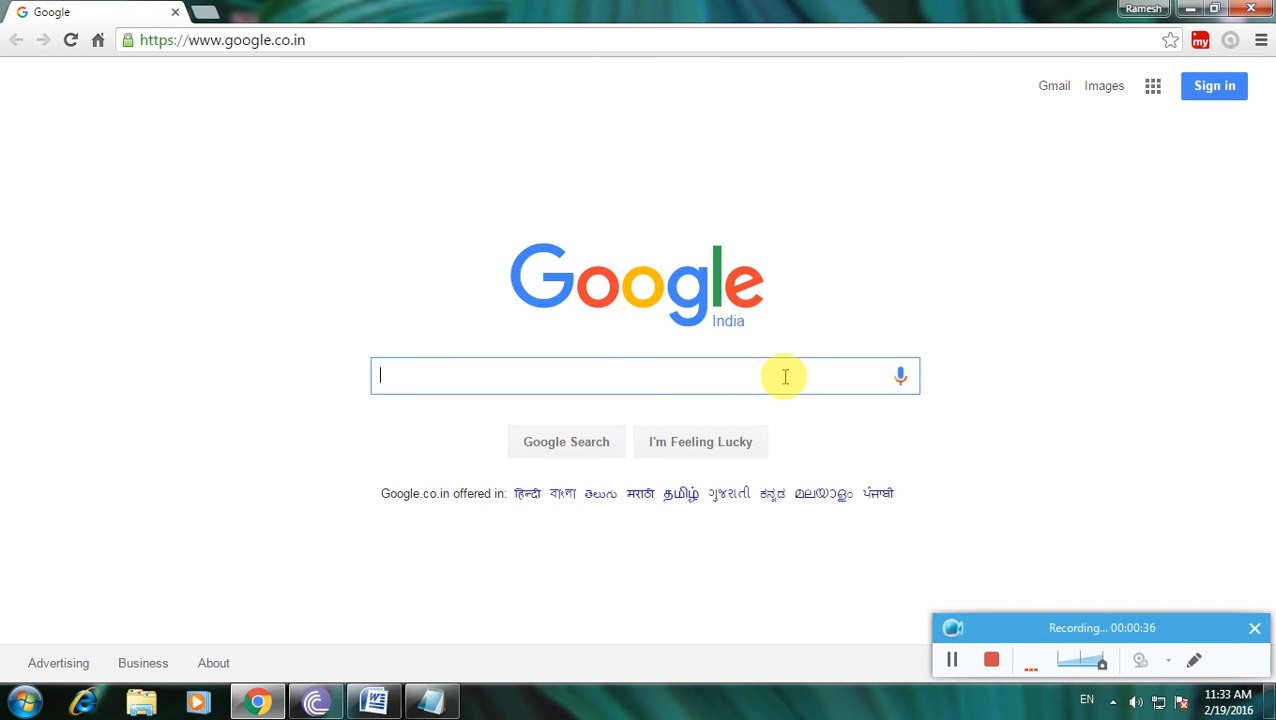 Google
Ramesh
https://www.google.co.in
my
Gmail Images Sign in
Google
India
Google Search I'm Feeling Lucky
Google.co.in offered in: हिन्दी বাংলা తెలుగు मराठी தமிழ் ગુજરાતી ಕನ್ನಡ മലയാളം ਪੰਜਾਬੀ
Recording... 00:00:36
Advertising Business About
EN
11:33 AM
2/19/2016